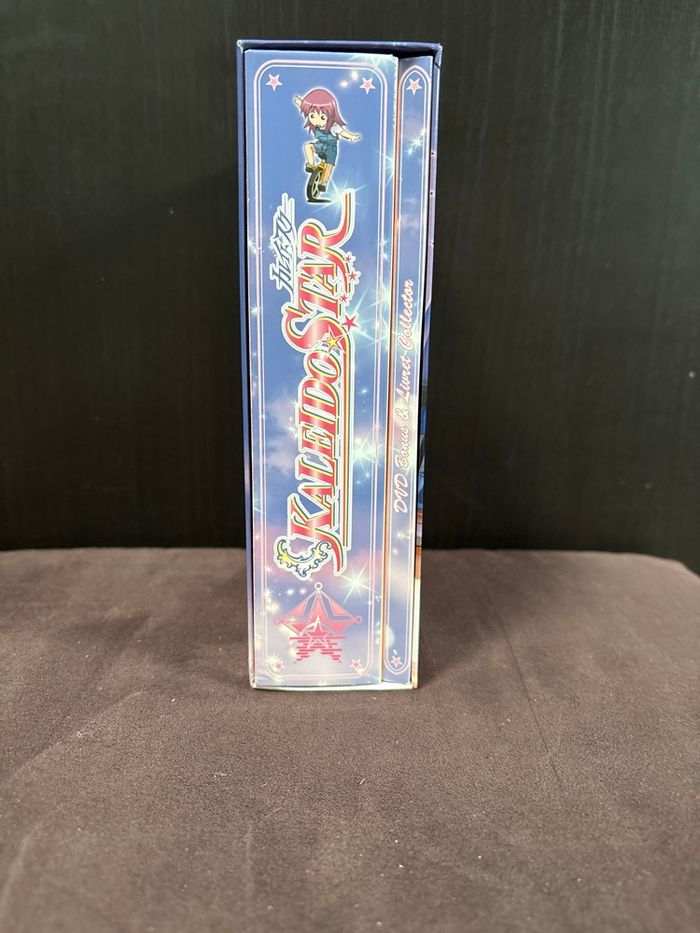 カレイドスター
KALEIDO STAR
DVD Bonus & Livret Collector